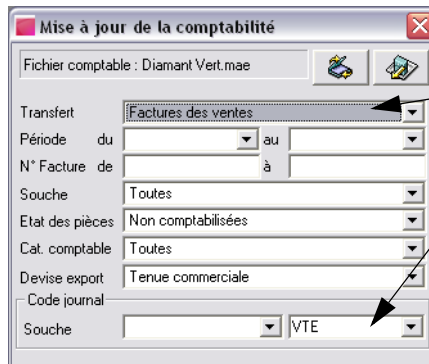 Mise à jour de la comptabilité
Fichier comptable : Diamant Vert.mae
Transfert Factures des ventes
Période du au
N° Facture de à
Souche Toutes
Etat des pièces Non comptabilisées
Cat. comptable Toutes
Devise export Tenue commerciale
Code journal
Souche VTE